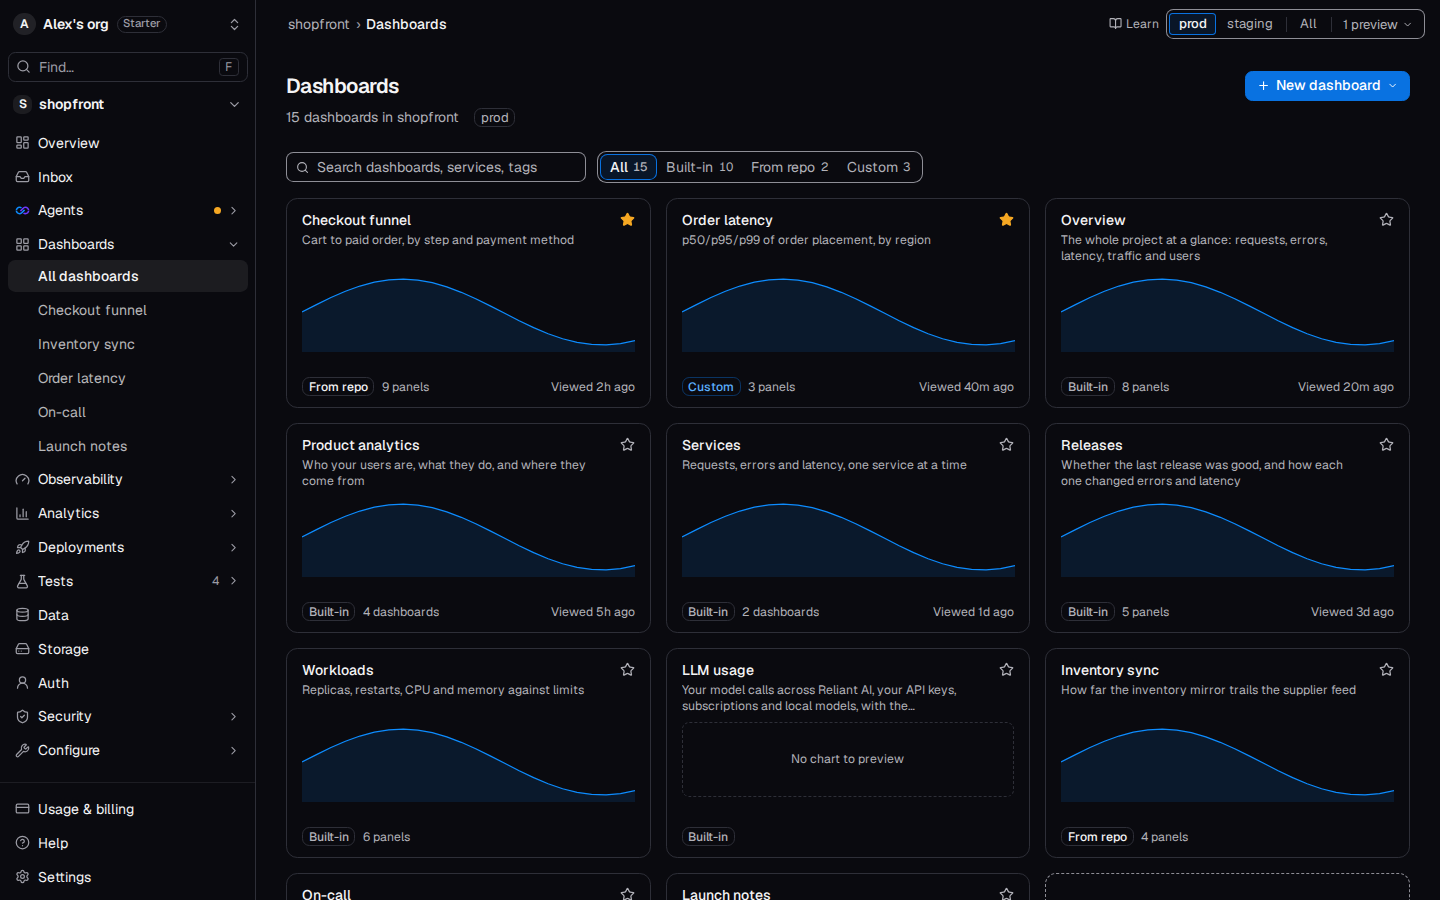 A Alex's org Starter
Find... F
S shopfront
Overview
Inbox
Agents
Dashboards
All dashboards
Checkout funnel
Inventory sync
Order latency
On-call
Launch notes
Observability
Analytics
Deployments
Tests 4
Data
Storage
Auth
Security
Configure
Usage & billing
Help
Settings
shopfront › Dashboards
Learn prod staging All 1 preview
Dashboards
New dashboard
15 dashboards in shopfront prod
Search dashboards, services, tags
All 15 Built-in 10 From repo 2 Custom 3
Checkout funnel
Cart to paid order, by step and payment method
From repo 9 panels Viewed 2h ago
Order latency
p50/p95/p99 of order placement, by region
Custom 3 panels Viewed 40m ago
Overview
The whole project at a glance: requests, errors,
latency, traffic and users
Built-in 8 panels Viewed 20m ago
Product analytics
Who your users are, what they do, and where they
come from
Built-in 4 dashboards Viewed 5h ago
Services
Requests, errors and latency, one service at a time
Built-in 2 dashboards Viewed 1d ago
Releases
Whether the last release was good, and how each
one changed errors and latency
Built-in 5 panels Viewed 3d ago
Workloads
Replicas, restarts, CPU and memory against limits
Built-in 6 panels
LLM usage
Your model calls across Reliant AI, your API keys,
subscriptions and local models, with the...
No chart to preview
Built-in
Inventory sync
How far the inventory mirror trails the supplier feed
From repo 4 panels
On-call
Launch notes